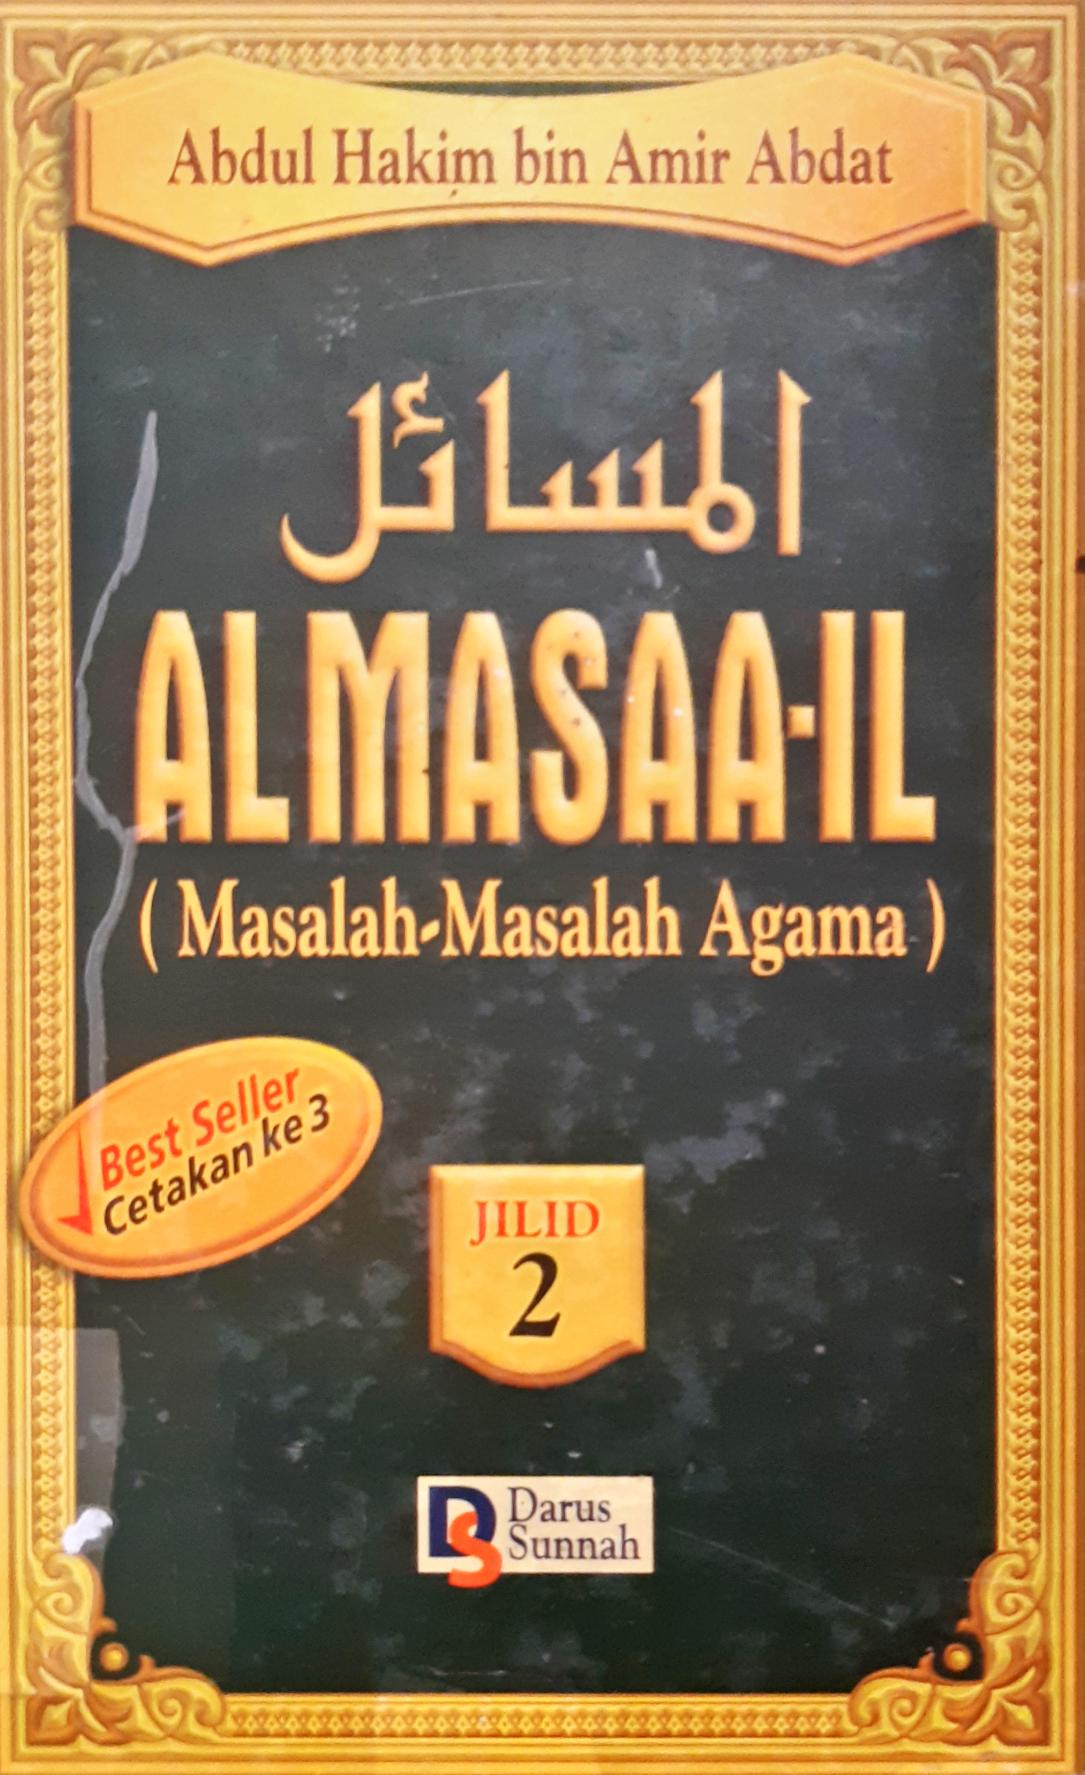 Abdul Hakim bin Amir Abdat
المسائل
ALMASAA-IL
( Masalah-Masalah Agama )
Best Seller
Cetakan ke 3
JILID
2
DS
Darus
Sunnah